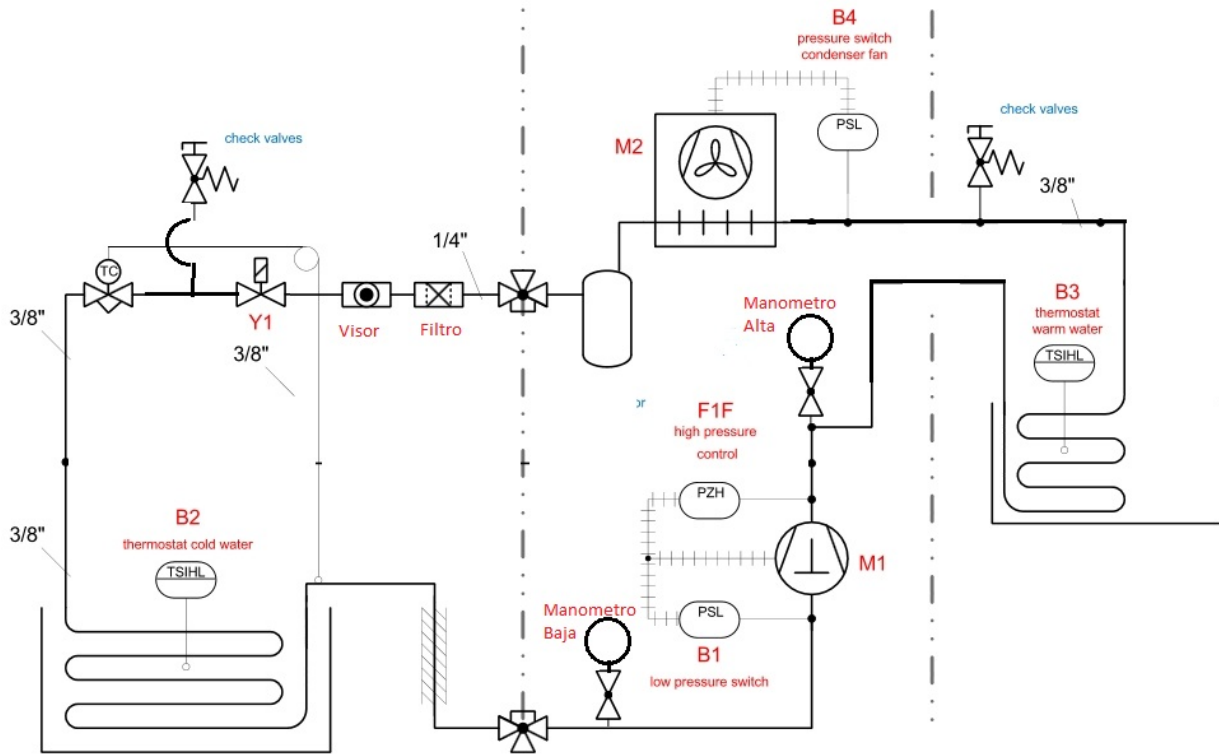 B4
pressure switch
condenser fan
check valves
M2
PSL
check valves
3/8"
1/4"
TC
Y1
Visor
Filtro
3/8"
3/8"
Manometro
Alta
B3
thermostat
warm water
TSIHL
or
F1F
high pressure
control
PZH
3/8"
B2
thermostat cold water
TSIHL
M1
Manometro
Baja
PSL
B1
low pressure switch